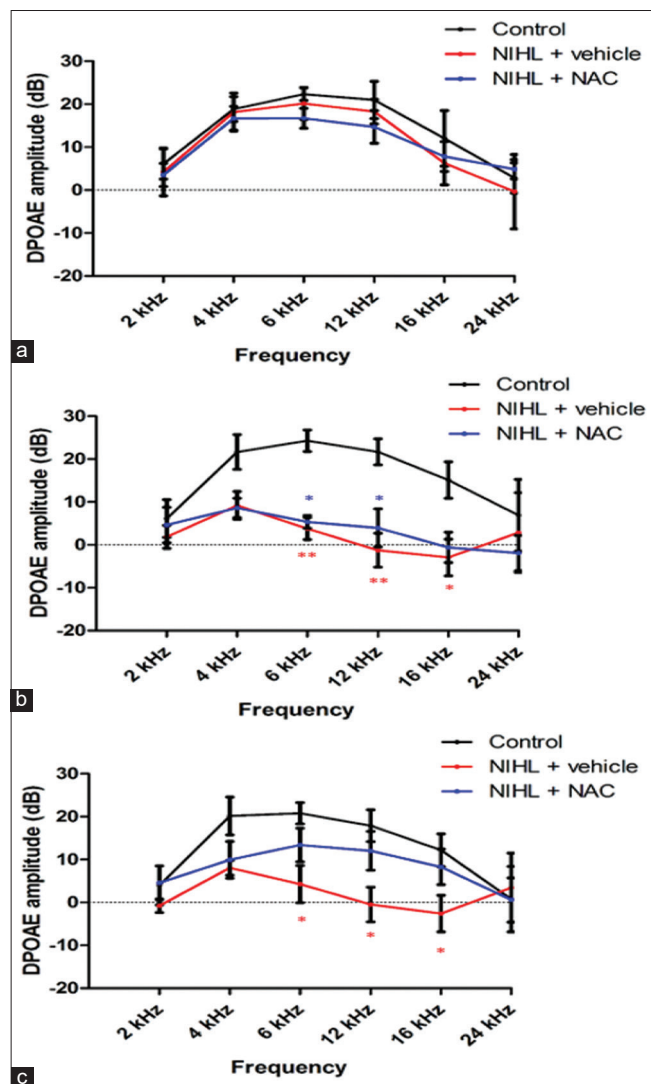 Control
NIHL + vehicle
NIHL + NAC
DPOAE amplitude (dB)
30
20
10
0
-10
-20
2 kHz
4 kHz
6 kHz
12 kHz
16 kHz
24 kHz
Frequency
a
Control
NIHL + vehicle
NIHL + NAC
DPOAE amplitude (dB)
30
20
10
0
-10
-20
* *
** ** *
2 kHz
4 kHz
6 kHz
12 kHz
16 kHz
24 kHz
Frequency
b
Control
NIHL + vehicle
NIHL + NAC
DPOAE amplitude (dB)
30
20
10
0
-10
-20
* * *
2 kHz
4 kHz
6 kHz
12 kHz
16 kHz
24 kHz
Frequency
c